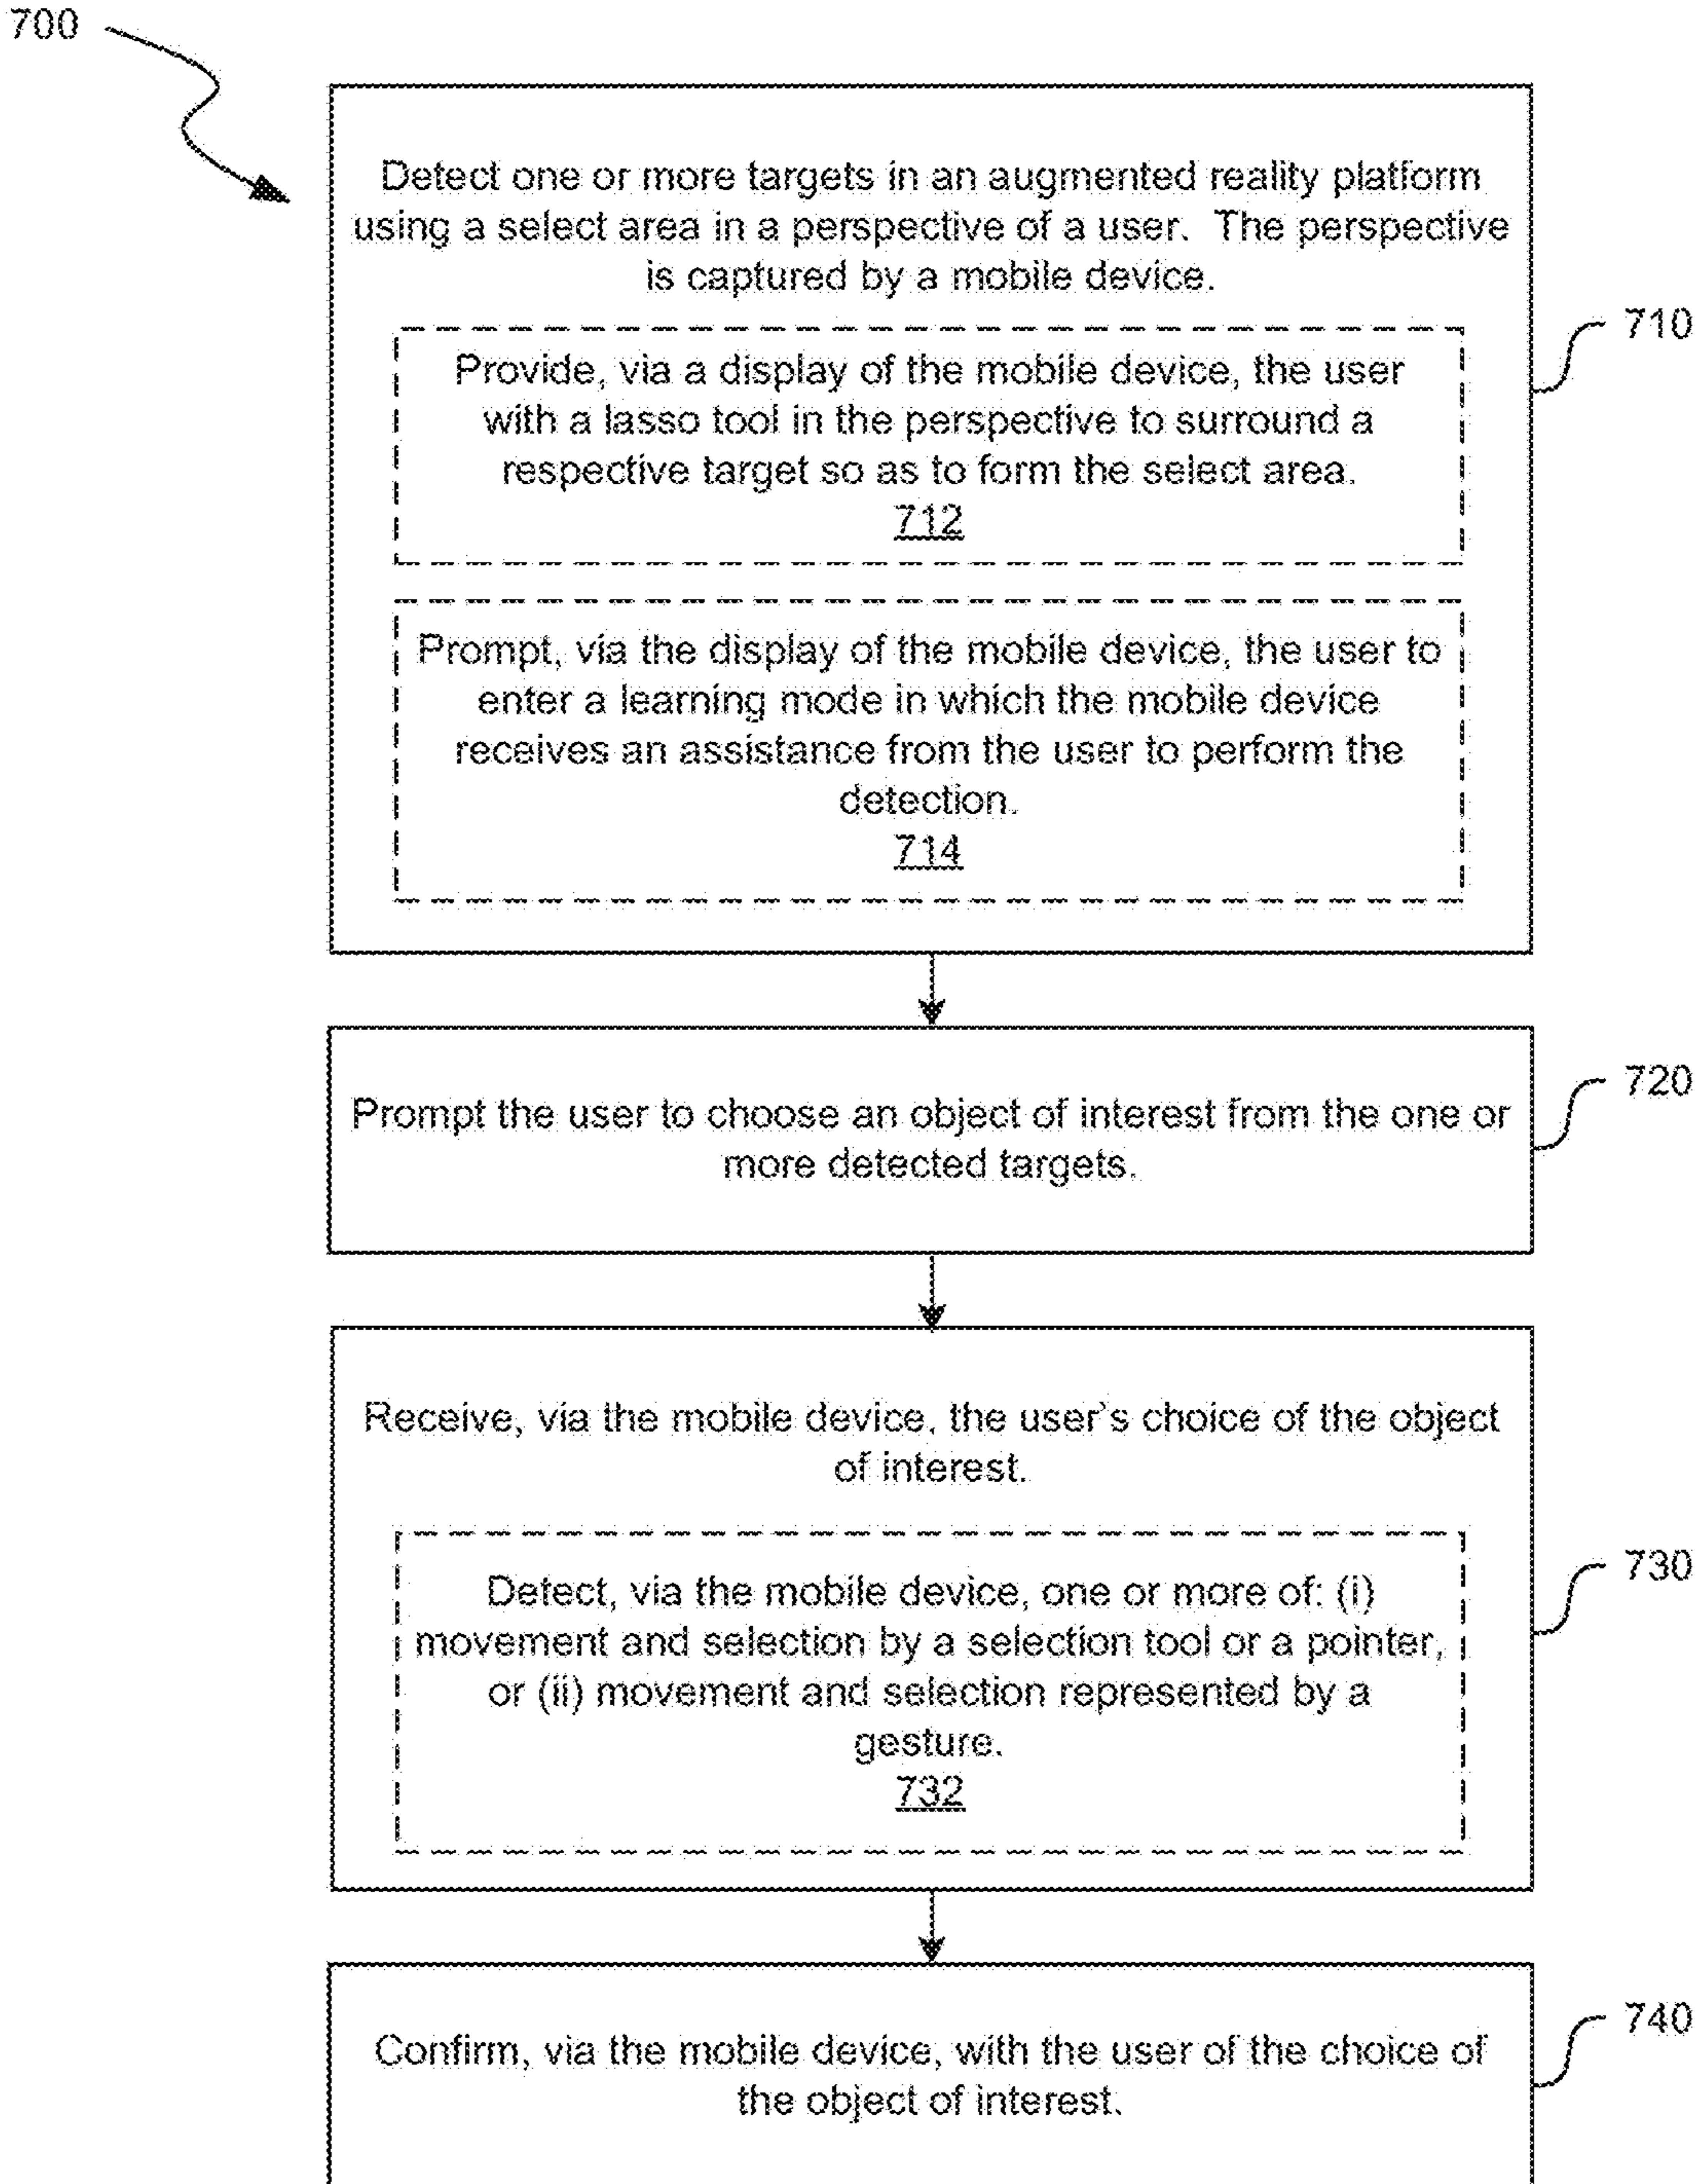 700
Detect one or more targets in an augmented reality platform
using a select area in a perspective of a user. The perspective
is captured by a mobile device.
710
Provide, via a display of the mobile device, the user
with a lasso tool in the perspective to surround a
respective target so as to form the select area.
712
Prompt, via the display of the mobile device, the user to
enter a learning mode in which the mobile device
receives an assistance from the user to perform the
detection.
714
720
Prompt the user to choose an object of interest from the one or
more detected targets.
Receive, via the mobile device, the user's choice of the object
of interest.
730
Detect, via the mobile device, one or more of: (i)
movement and selection by a selection tool or a pointer,
or (ii) movement and selection represented by a
gesture.
732
740
Confirm, via the mobile device, with the user of the choice of
the object of interest.